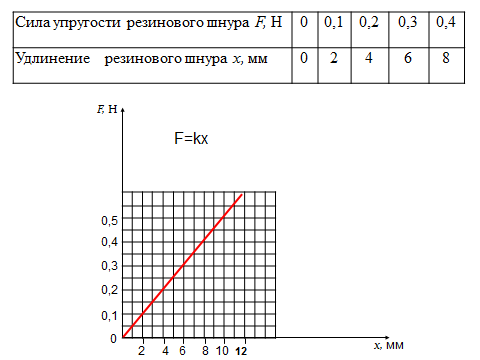 Сила упругости резинового шнура F, Н 0 0,1 0,2 0,3 0,4
Удлинение резинового шнура x, мм 0 2 4 6 8
F, Н
F=kx
0,5
0,4
0,3
0,2
0,1
0
2 4 6 8 10 12
x, мм